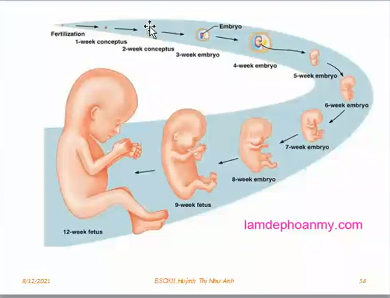 Fertilization
1-week conceptus
2-week conceptus
Embryo
3-week embryo
4-week embryo
5-week embryo
6-week embryo
7-week embryo
8-week embryo
9-week fetus
12-week fetus
lamdephoanmy.com
8/12/2021
BSCKII.Huỳnh Thị Như Anh